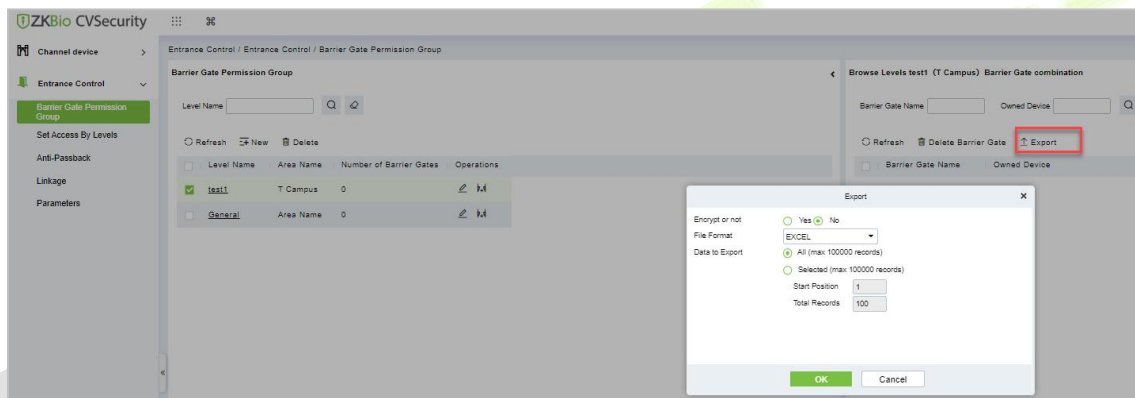 ZKBio CVSecurity
Channel device
Entrance Control
Barrier Gate Permission
Group
Set Access By Levels
Anti-Passback
Linkage
Parameters
Entrance Control / Entrance Control / Barrier Gate Permission Group
Barrier Gate Permission Group
Level Name
Refresh New Delete
Level Name Area Name Number of Barrier Gates Operations
test1 T Campus 0
General Area Name 0
Browse Levels test1 (T Campus) Barrier Gate combination
Barrier Gate Name Owned Device
Refresh Delete Barrier Gate Export
Barrier Gate Name Owned Device
Export
Encrypt or not Yes No
File Format EXCEL
Data to Export All (max 100000 records)
Selected (max 100000 records)
Start Position 1
Total Records 100
OK Cancel